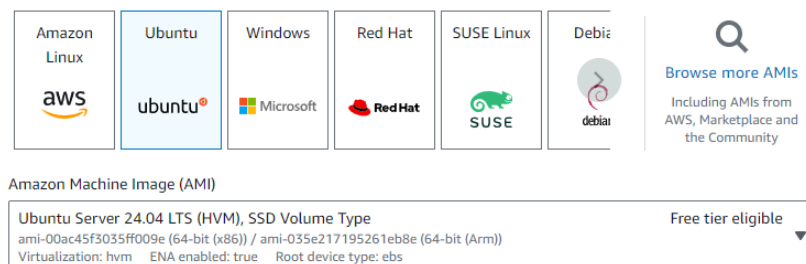 Amazon
Linux
aws
Ubuntu
ubuntu
Windows
Microsoft
Red Hat
Red Hat
SUSE Linux
SUSE
Debia
debian
Browse more AMIs
Including AMIs from
AWS, Marketplace and
the Community
Amazon Machine Image (AMI)
Ubuntu Server 24.04 LTS (HVM), SSD Volume Type
Free tier eligible
ami-00ac45f3035ff009e (64-bit (x86)) / ami-035e217195261eb8e (64-bit (Arm))
Virtualization: hvm ENA enabled: true Root device type: ebs